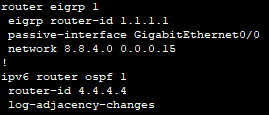 router eigrp 1
 eigrp router-id 1.1.1.1
 passive-interface GigabitEthernet0/0
 network 8.8.4.0 0.0.0.15
!
ipv6 router ospf 1
 router-id 4.4.4.4
 log-adjacency-changes